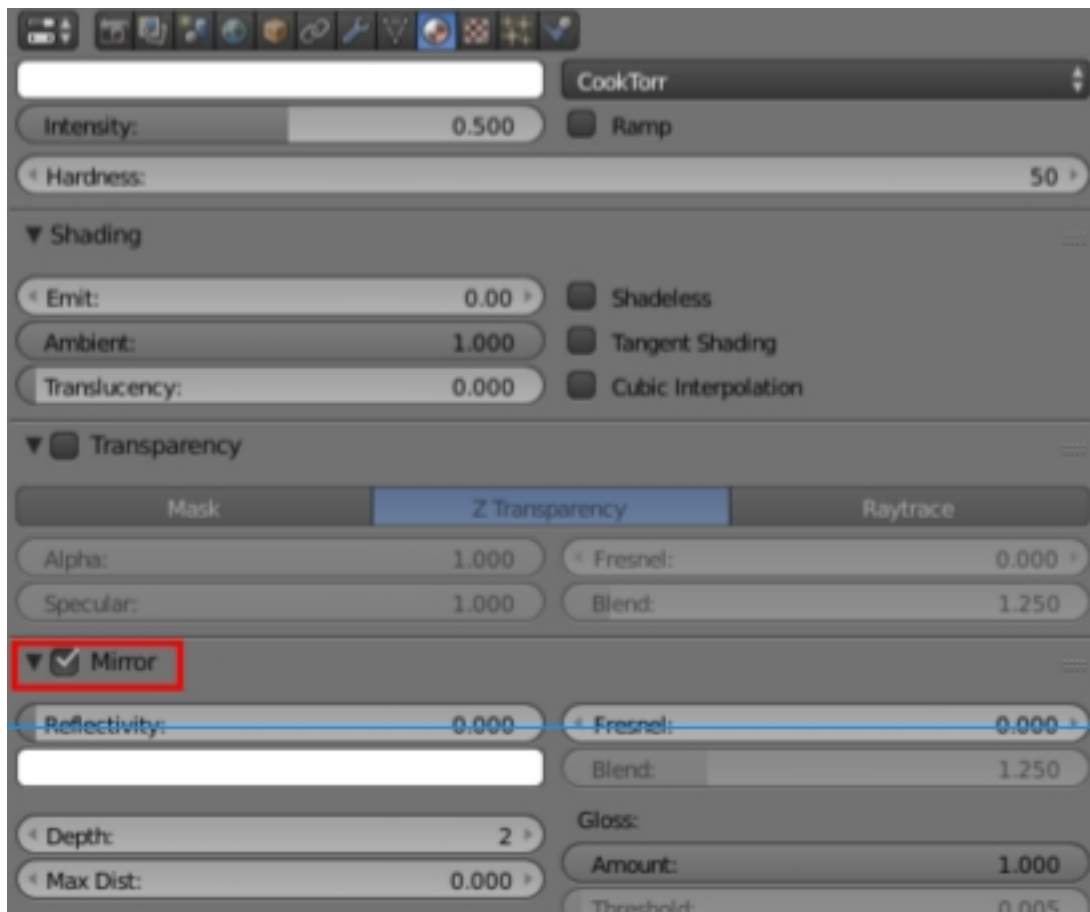 CookTorr
Intensity: 0.500 Ramp
Hardness: 50
Shading
Emit: 0.00 Shadeless
Ambient: 1.000 Tangent Shading
Translucency: 0.000 Cubic Interpolation
Transparency
Mask Z Transparency Raytrace
Alpha: 1.000 Fresnel: 0.000
Specular: 1.000 Blend: 1.250
Mirror
Reflectivity: 0.000 Fresnel: 0.000
Blend: 1.250
Gloss:
Depth: 2
Amount: 1.000
Max Dist: 0.000
Threshold: 0.005